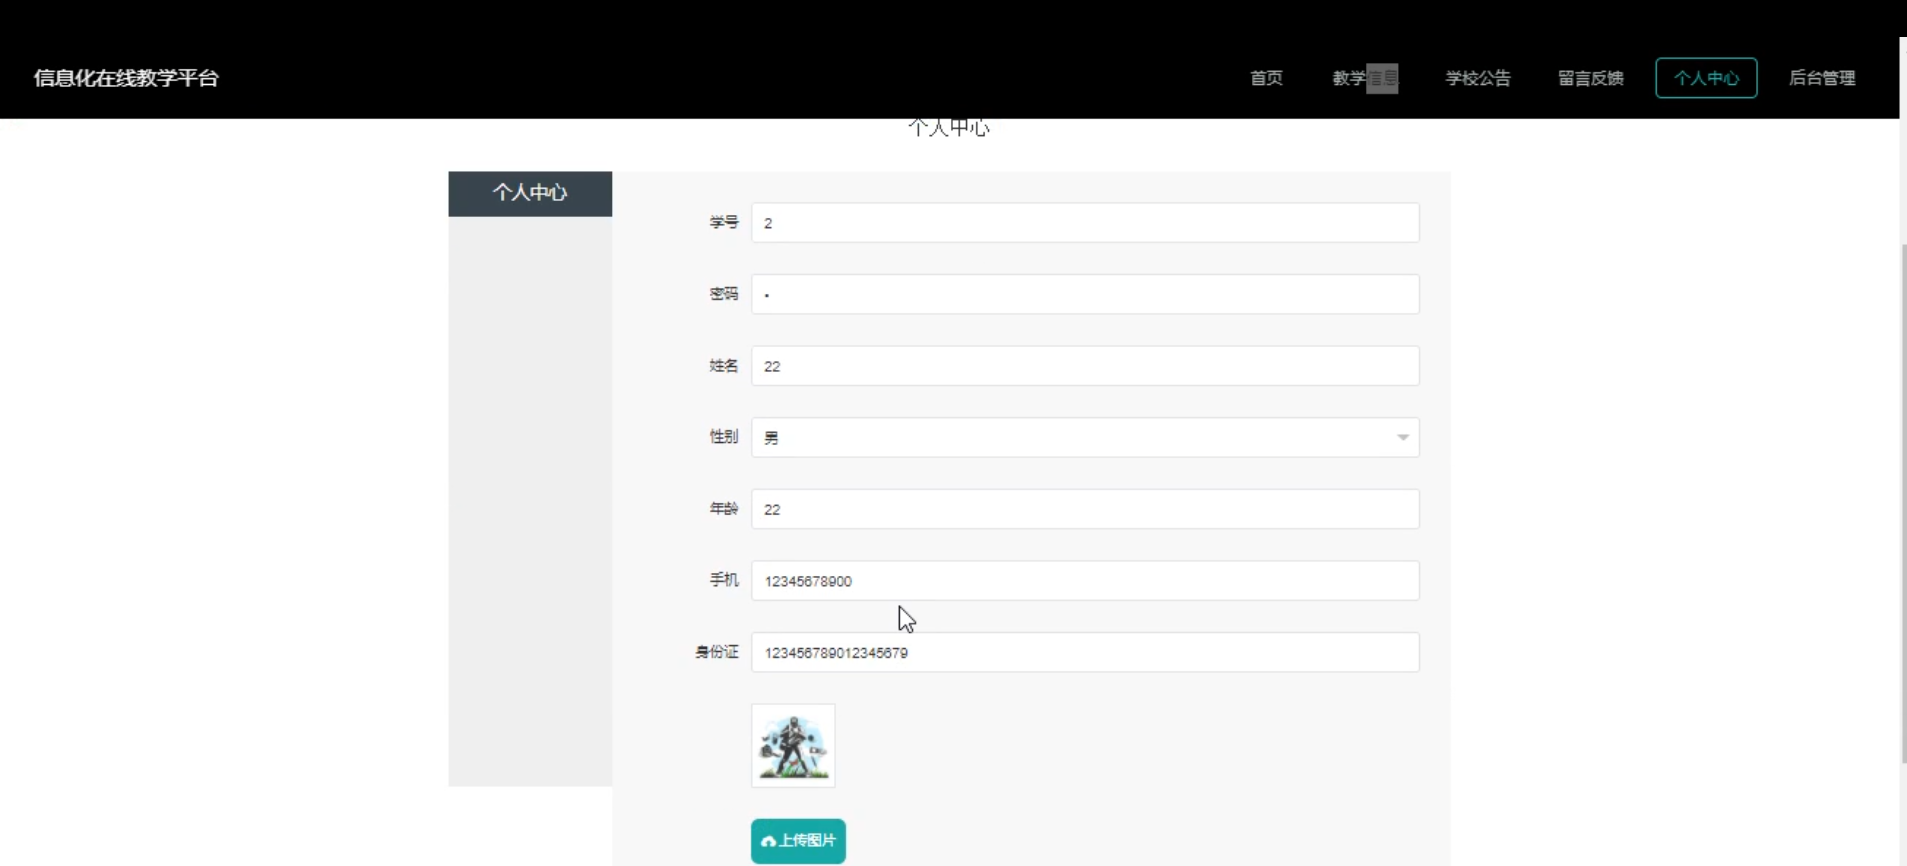 信息化在线教学平台
首页 教学信息 学校公告 留言反馈 个人中心 后台管理
个人中心
个人中心
学号 2
密码 •
姓名 22
性别 男
年龄 22
手机 12345678900
身份证 123456789012345679
上传图片